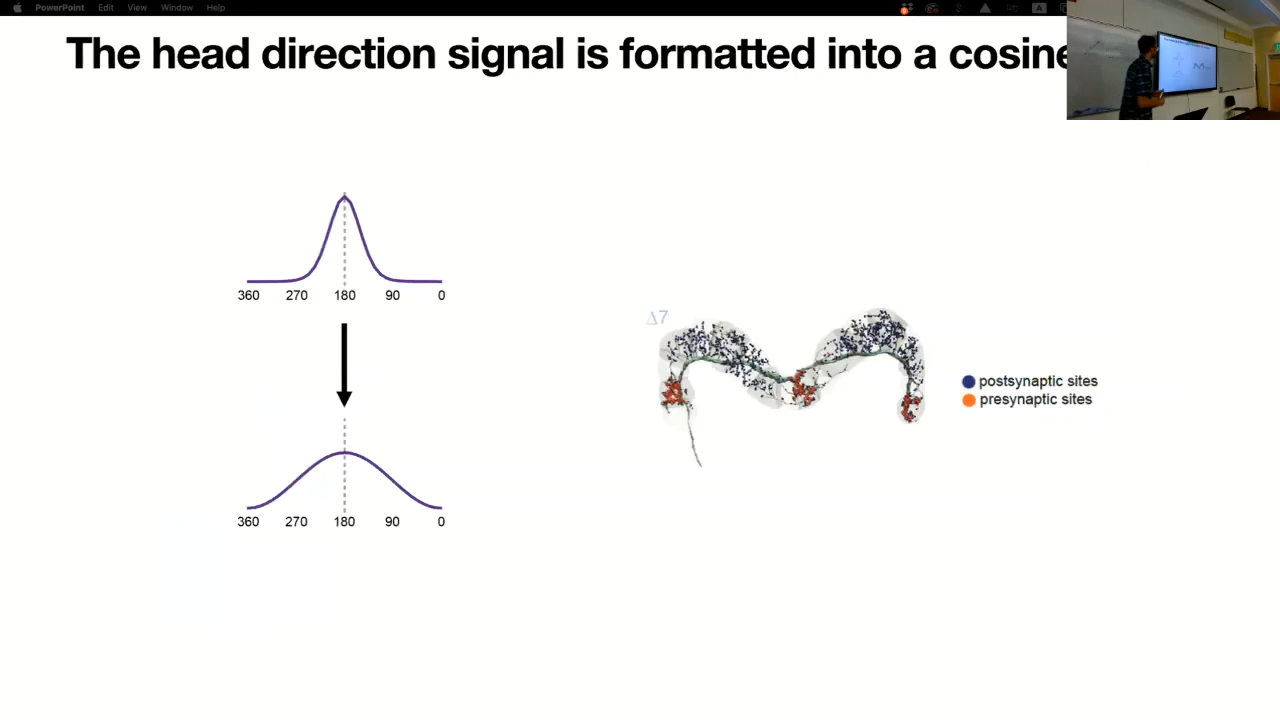 PowerPoint Edit View Window Help
The head direction signal is formatted into a cosine
360 270 180 90 0
Δ7
postsynaptic sites
presynaptic sites
360 270 180 90 0